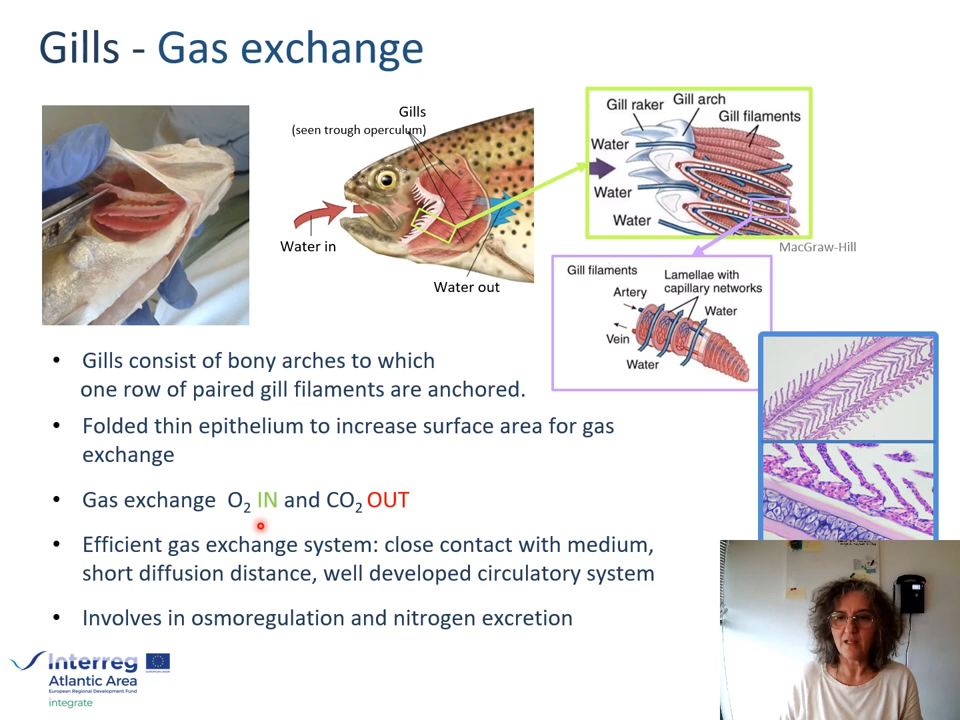 Gills - Gas exchange
Gills
(seen trough operculum)
Water in
Water out
Gill raker
Gill arch
Gill filaments
Water
Water
Water
MacGraw-Hill
Gill filaments
Lamellae with
capillary networks
Artery
Water
Vein
Water
• Gills consist of bony arches to which
one row of paired gill filaments are anchored.
• Folded thin epithelium to increase surface area for gas
exchange
• Gas exchange O2 IN and CO2 OUT
• Efficient gas exchange system: close contact with medium,
short diffusion distance, well developed circulatory system
• Involves in osmoregulation and nitrogen excretion
Interreg
Atlantic Area
European Regional Development Fund
integrate